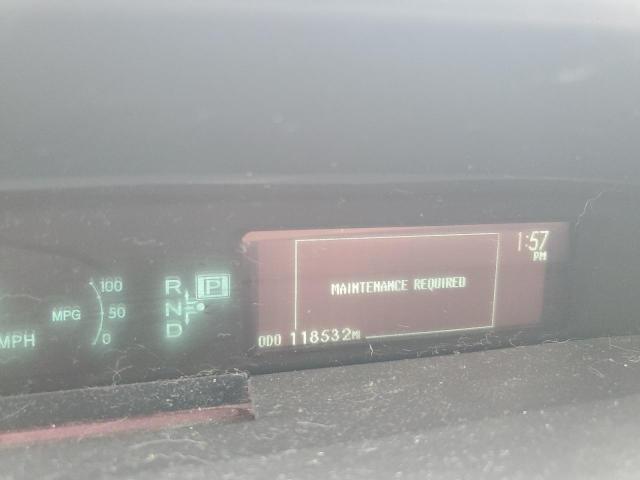 1:57
PM
100
R P
MAINTENANCE REQUIRED
MPG 50
N
D
MPH
0
ODO 118532MI